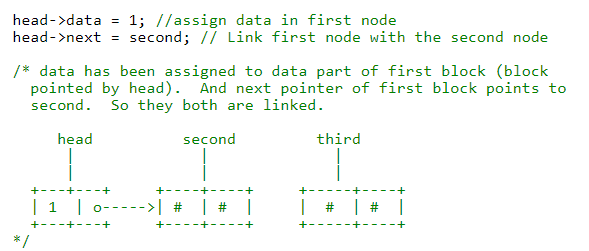 head->data = 1; //assign data in first node
head->next = second; // Link first node with the second node
/* data has been assigned to data part of first block (block
pointed by head).  And next pointer of first block points to
second.  So they both are linked.
head second third
| | |
| | |
+---+---+ +----+----+ +-----+----+
| 1 | o----->| # | # | | # | # |
+---+---+ +----+----+ +-----+----+
*/